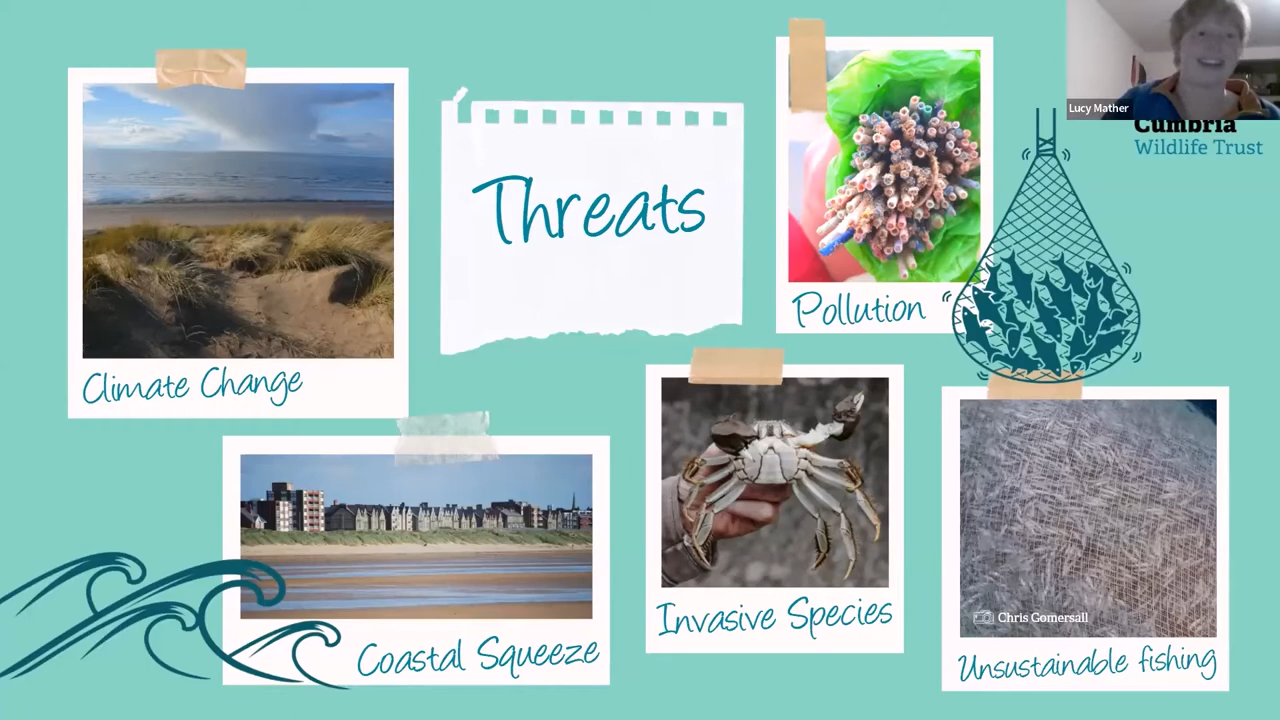 Threats
Lucy Mather
Cumbria
Wildlife Trust
Climate Change
Pollution
Coastal Squeeze
Invasive Species
Chris Gomersall
Unsustainable fishing